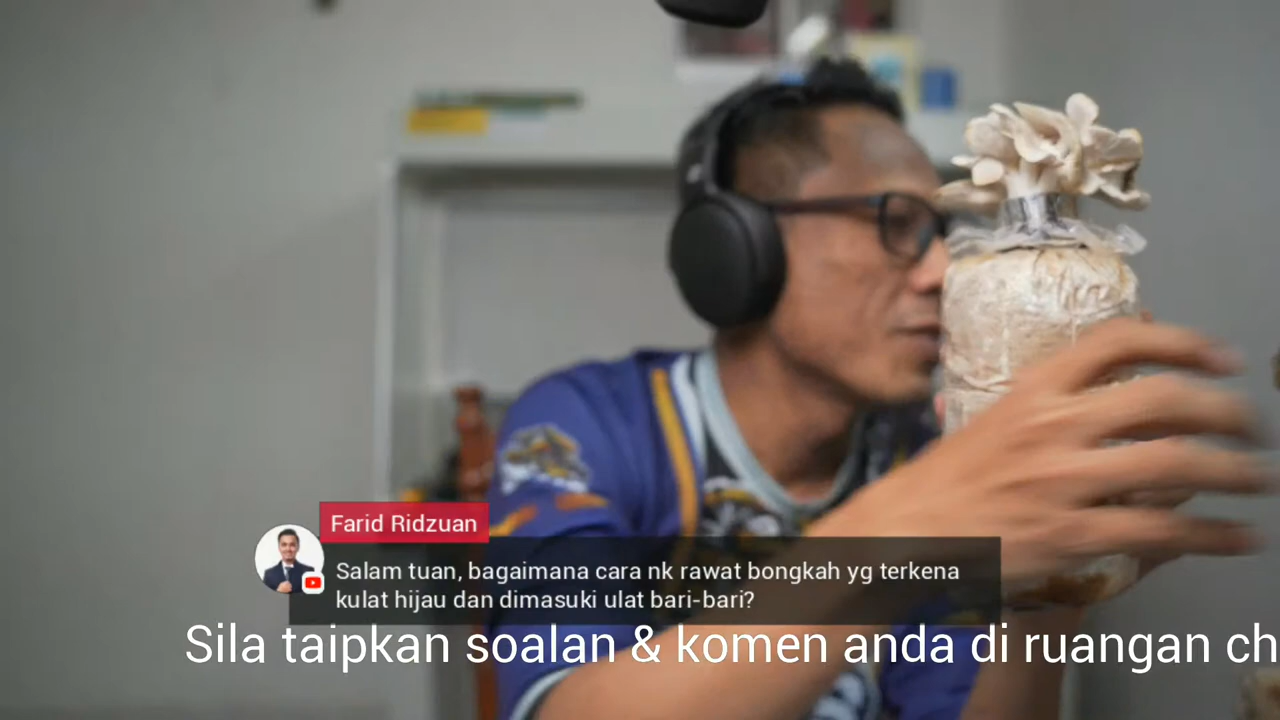 Farid Ridzuan
Salam tuan, bagaimana cara nk rawat bongkah yg terkena
kulat hijau dan dimasuki ulat bari-bari?
Sila taipkan soalan & komen anda di ruangan ch